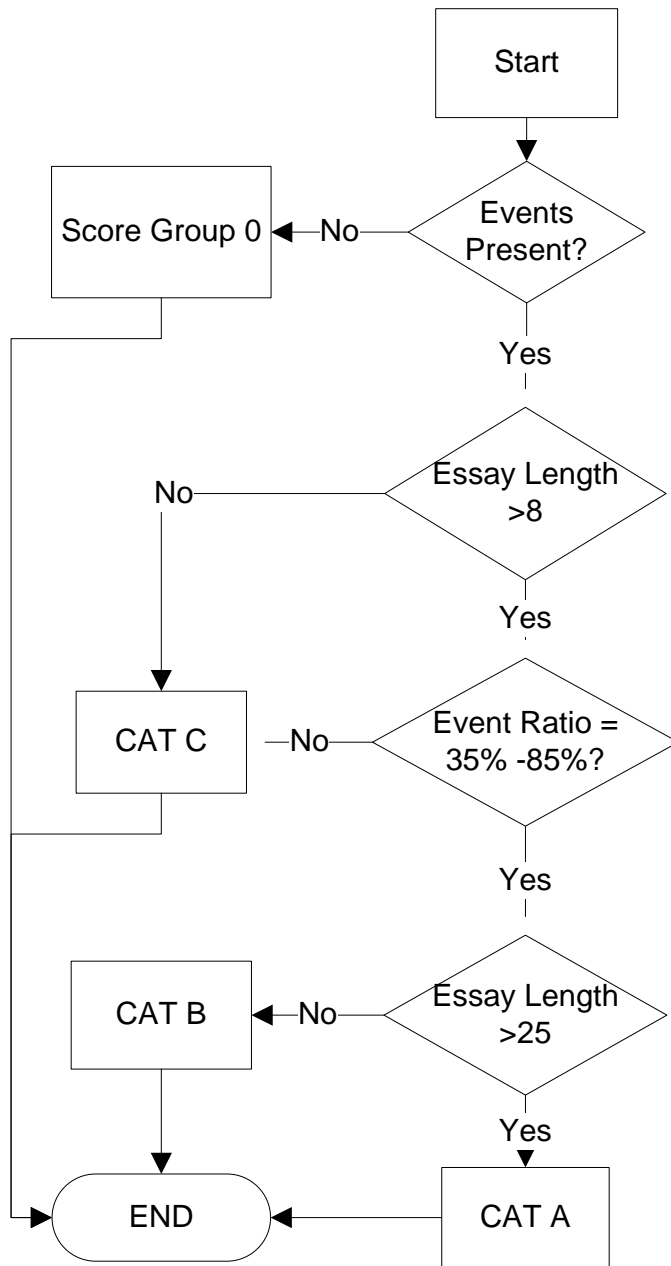 Start
Events
Present?
No
Score Group 0
Yes
Essay Length
>8
No
Yes
Event Ratio =
35% -85%?
No
CAT C
Yes
Essay Length
>25
No
CAT B
Yes
CAT A
END